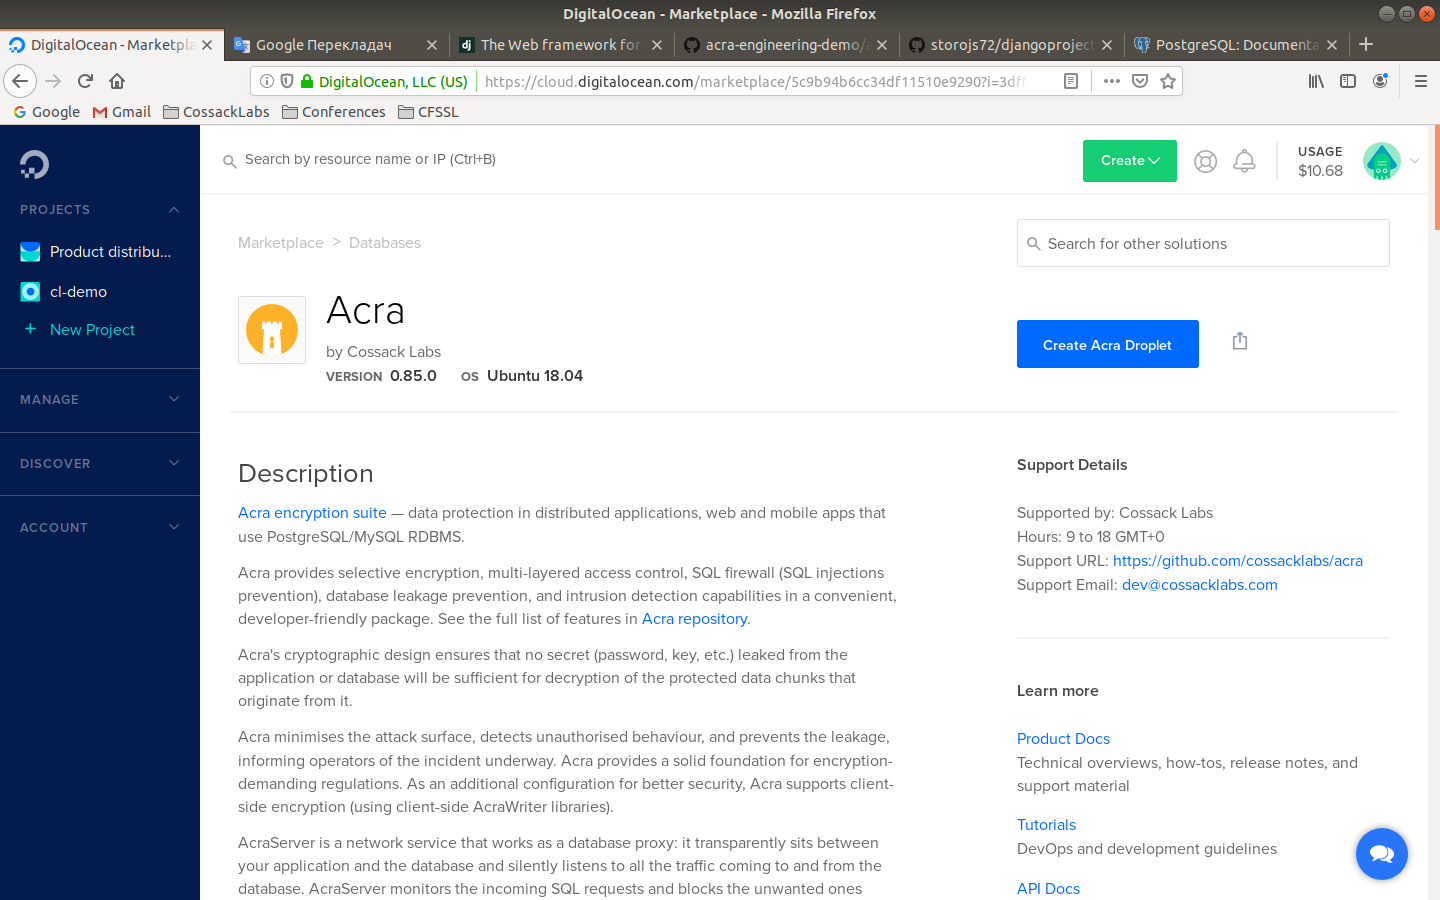 DigitalOcean - Marketplace - Mozilla Firefox
DigitalOcean - Marketpla
Google Перекладач
The Web framework for
acra-engineering-demo/
storojs72/djangoproject
PostgreSQL: Documenta
DigitalOcean, LLC (US)
https://cloud.digitalocean.com/marketplace/5c9b94b6cc34df11510e9290?i=3dff
Google
Gmail
CossackLabs
Conferences
CFSSL
Search by resource name or IP (Ctrl+B)
Create
USAGE
$10.68
PROJECTS
Product distribu...
cl-demo
+ New Project
MANAGE
DISCOVER
ACCOUNT
Marketplace > Databases
Search for other solutions
Acra
by Cossack Labs
VERSION 0.85.0 OS Ubuntu 18.04
Create Acra Droplet
Description
Acra encryption suite — data protection in distributed applications, web and mobile apps that
use PostgreSQL/MySQL RDBMS.
Acra provides selective encryption, multi-layered access control, SQL firewall (SQL injections
prevention), database leakage prevention, and intrusion detection capabilities in a convenient,
developer-friendly package. See the full list of features in Acra repository.
Acra's cryptographic design ensures that no secret (password, key, etc.) leaked from the
application or database will be sufficient for decryption of the protected data chunks that
originate from it.
Acra minimises the attack surface, detects unauthorised behaviour, and prevents the leakage,
informing operators of the incident underway. Acra provides a solid foundation for encryption-
demanding regulations. As an additional configuration for better security, Acra supports client-
side encryption (using client-side AcraWriter libraries).
AcraServer is a network service that works as a database proxy: it transparently sits between
your application and the database and silently listens to all the traffic coming to and from the
database. AcraServer monitors the incoming SQL requests and blocks the unwanted ones
Support Details
Supported by: Cossack Labs
Hours: 9 to 18 GMT+0
Support URL: https://github.com/cossacklabs/acra
Support Email: dev@cossacklabs.com
Learn more
Product Docs
Technical overviews, how-tos, release notes, and
support material
Tutorials
DevOps and development guidelines
API Docs